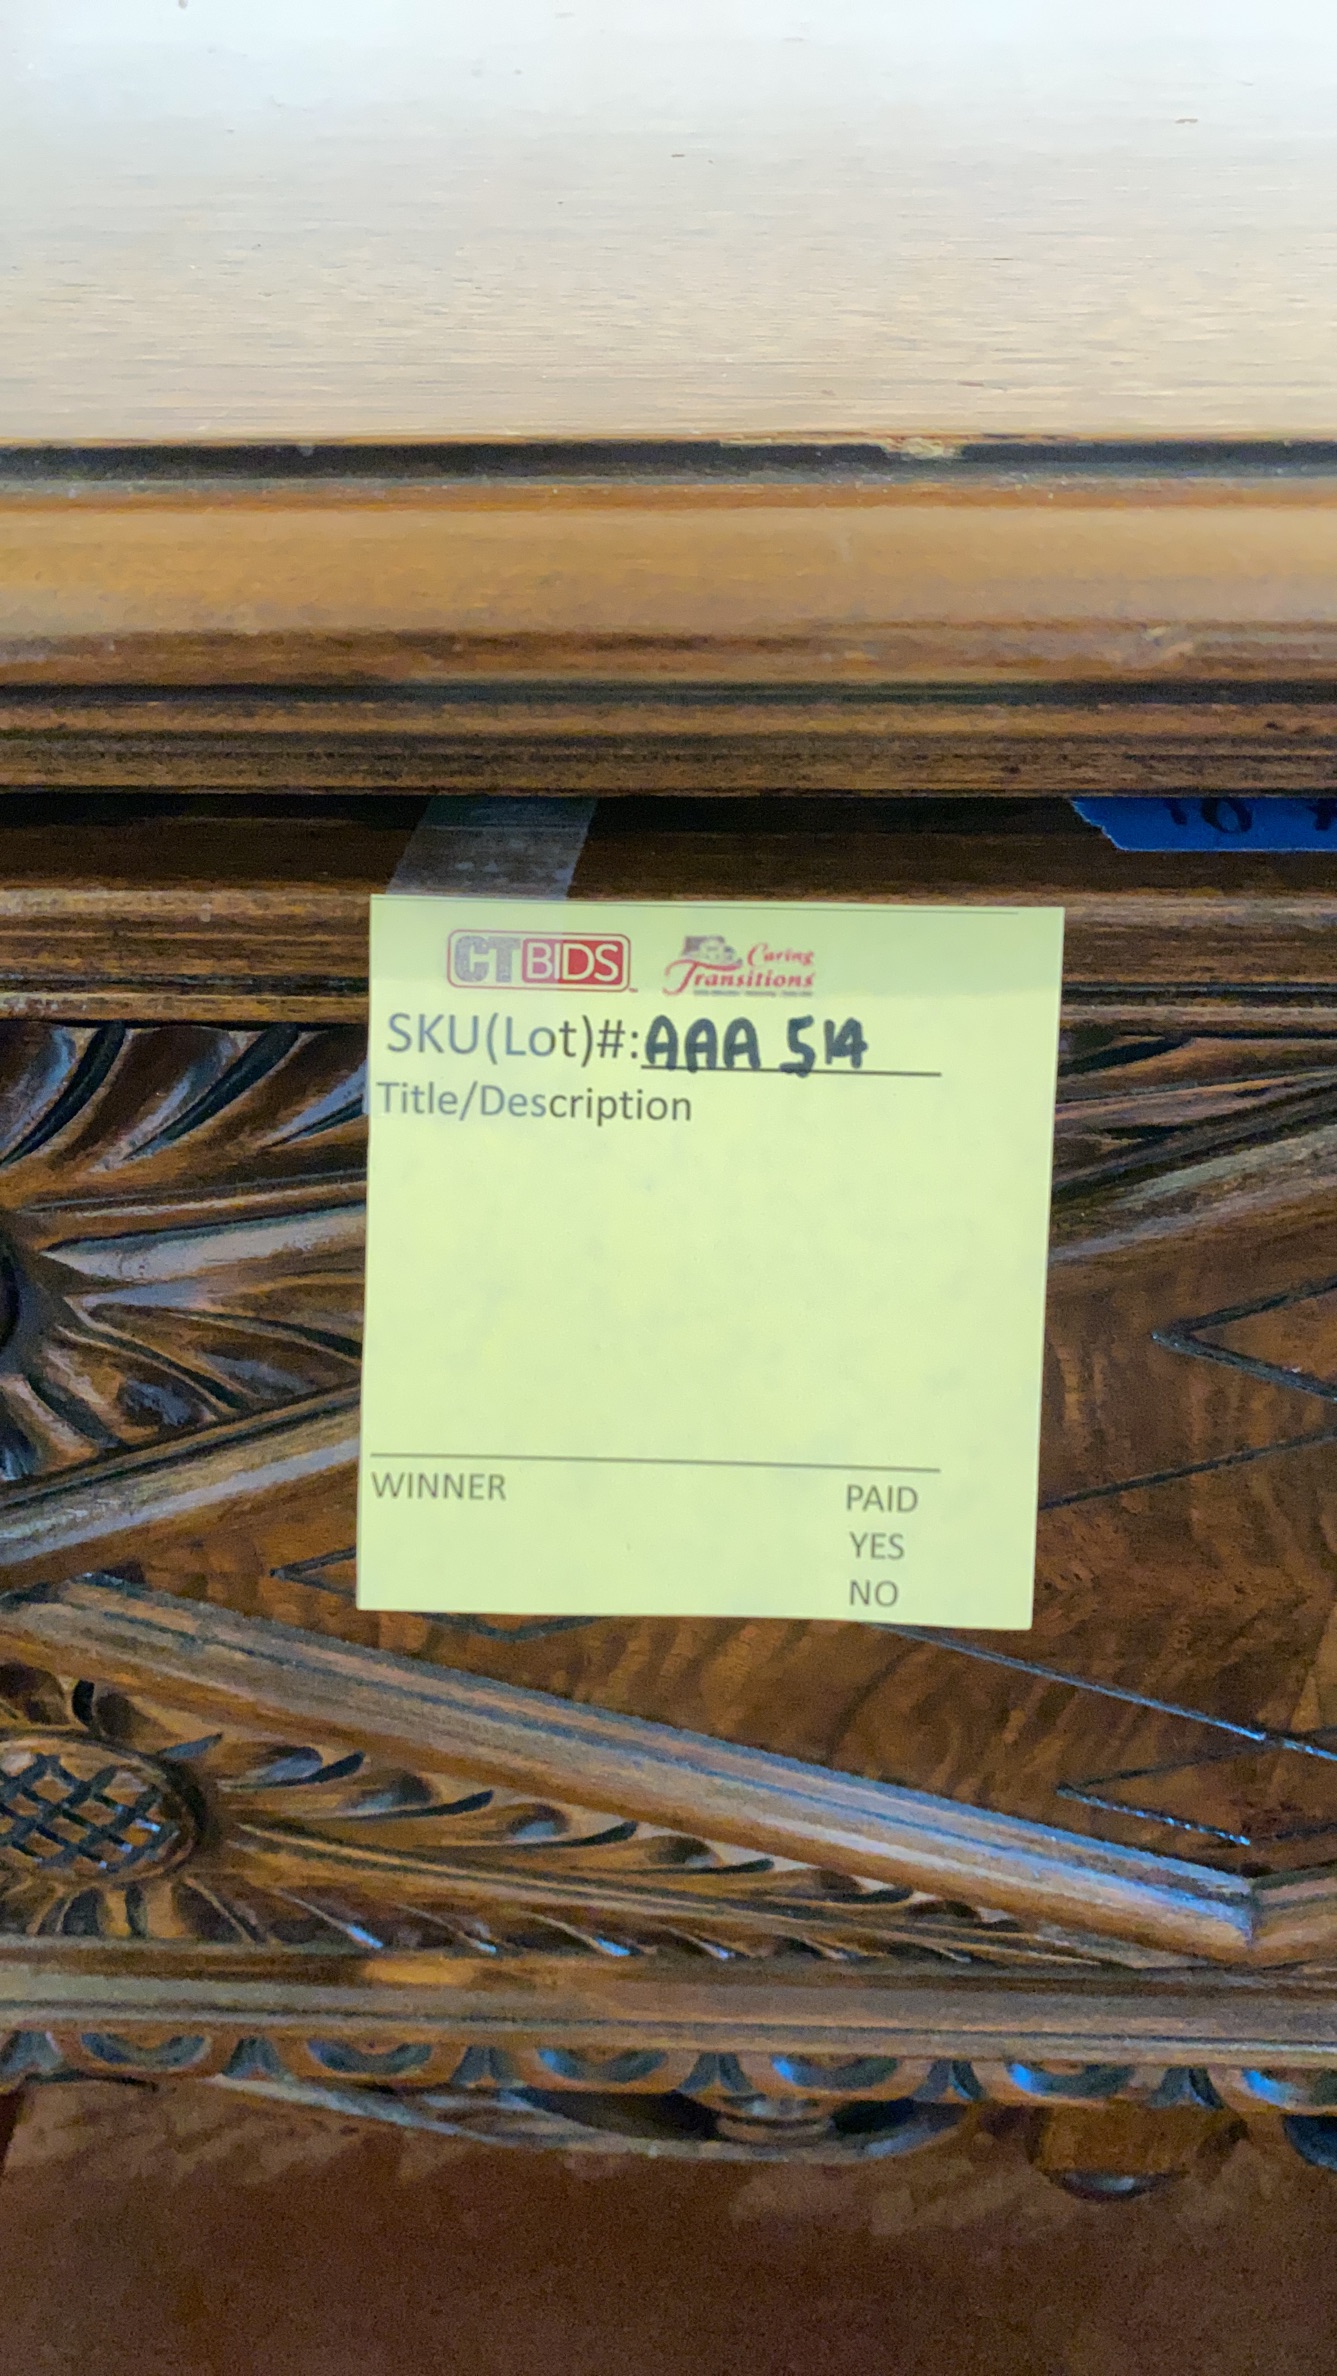 CTBIDS
Caring
Transitions
SKU(Lot)#: AAA 514
Title/Description
WINNER
PAID
YES
NO